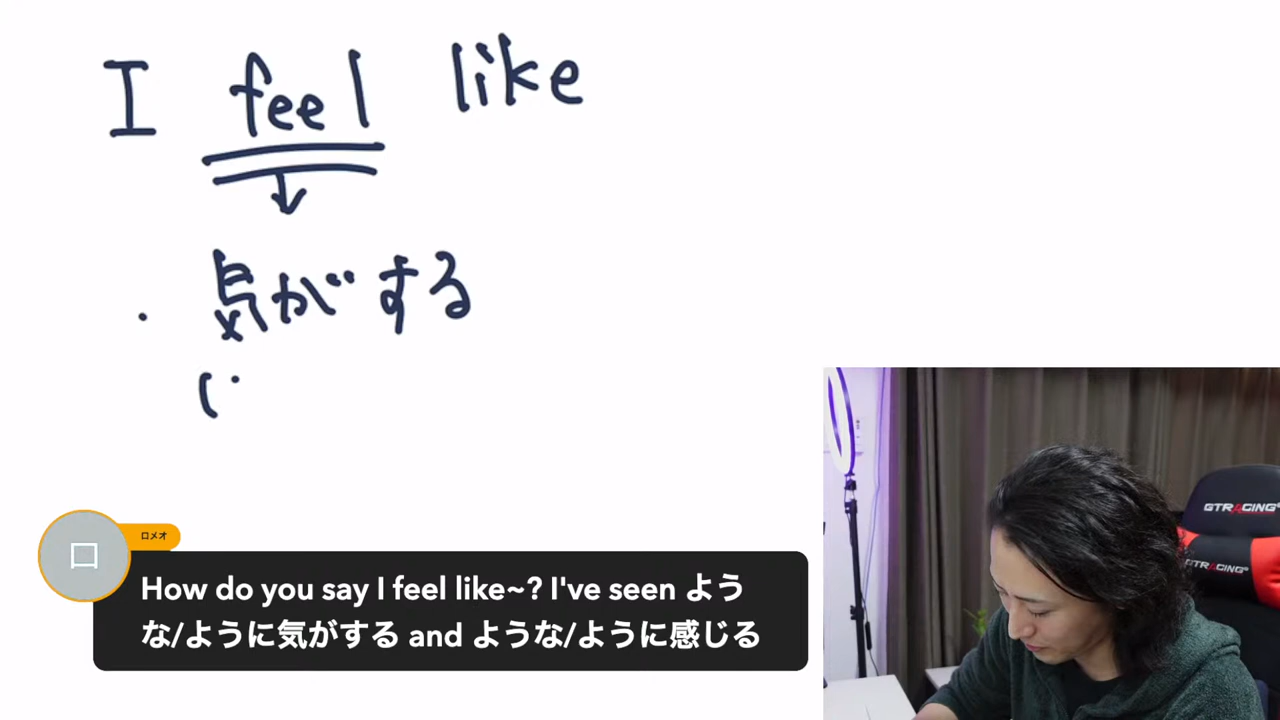 I feel like
・気がする
ロメオ
口
How do you say I feel like~? I've seen よう
な/ように気がする and ような/ように感じる
GTRACING
GTRACING